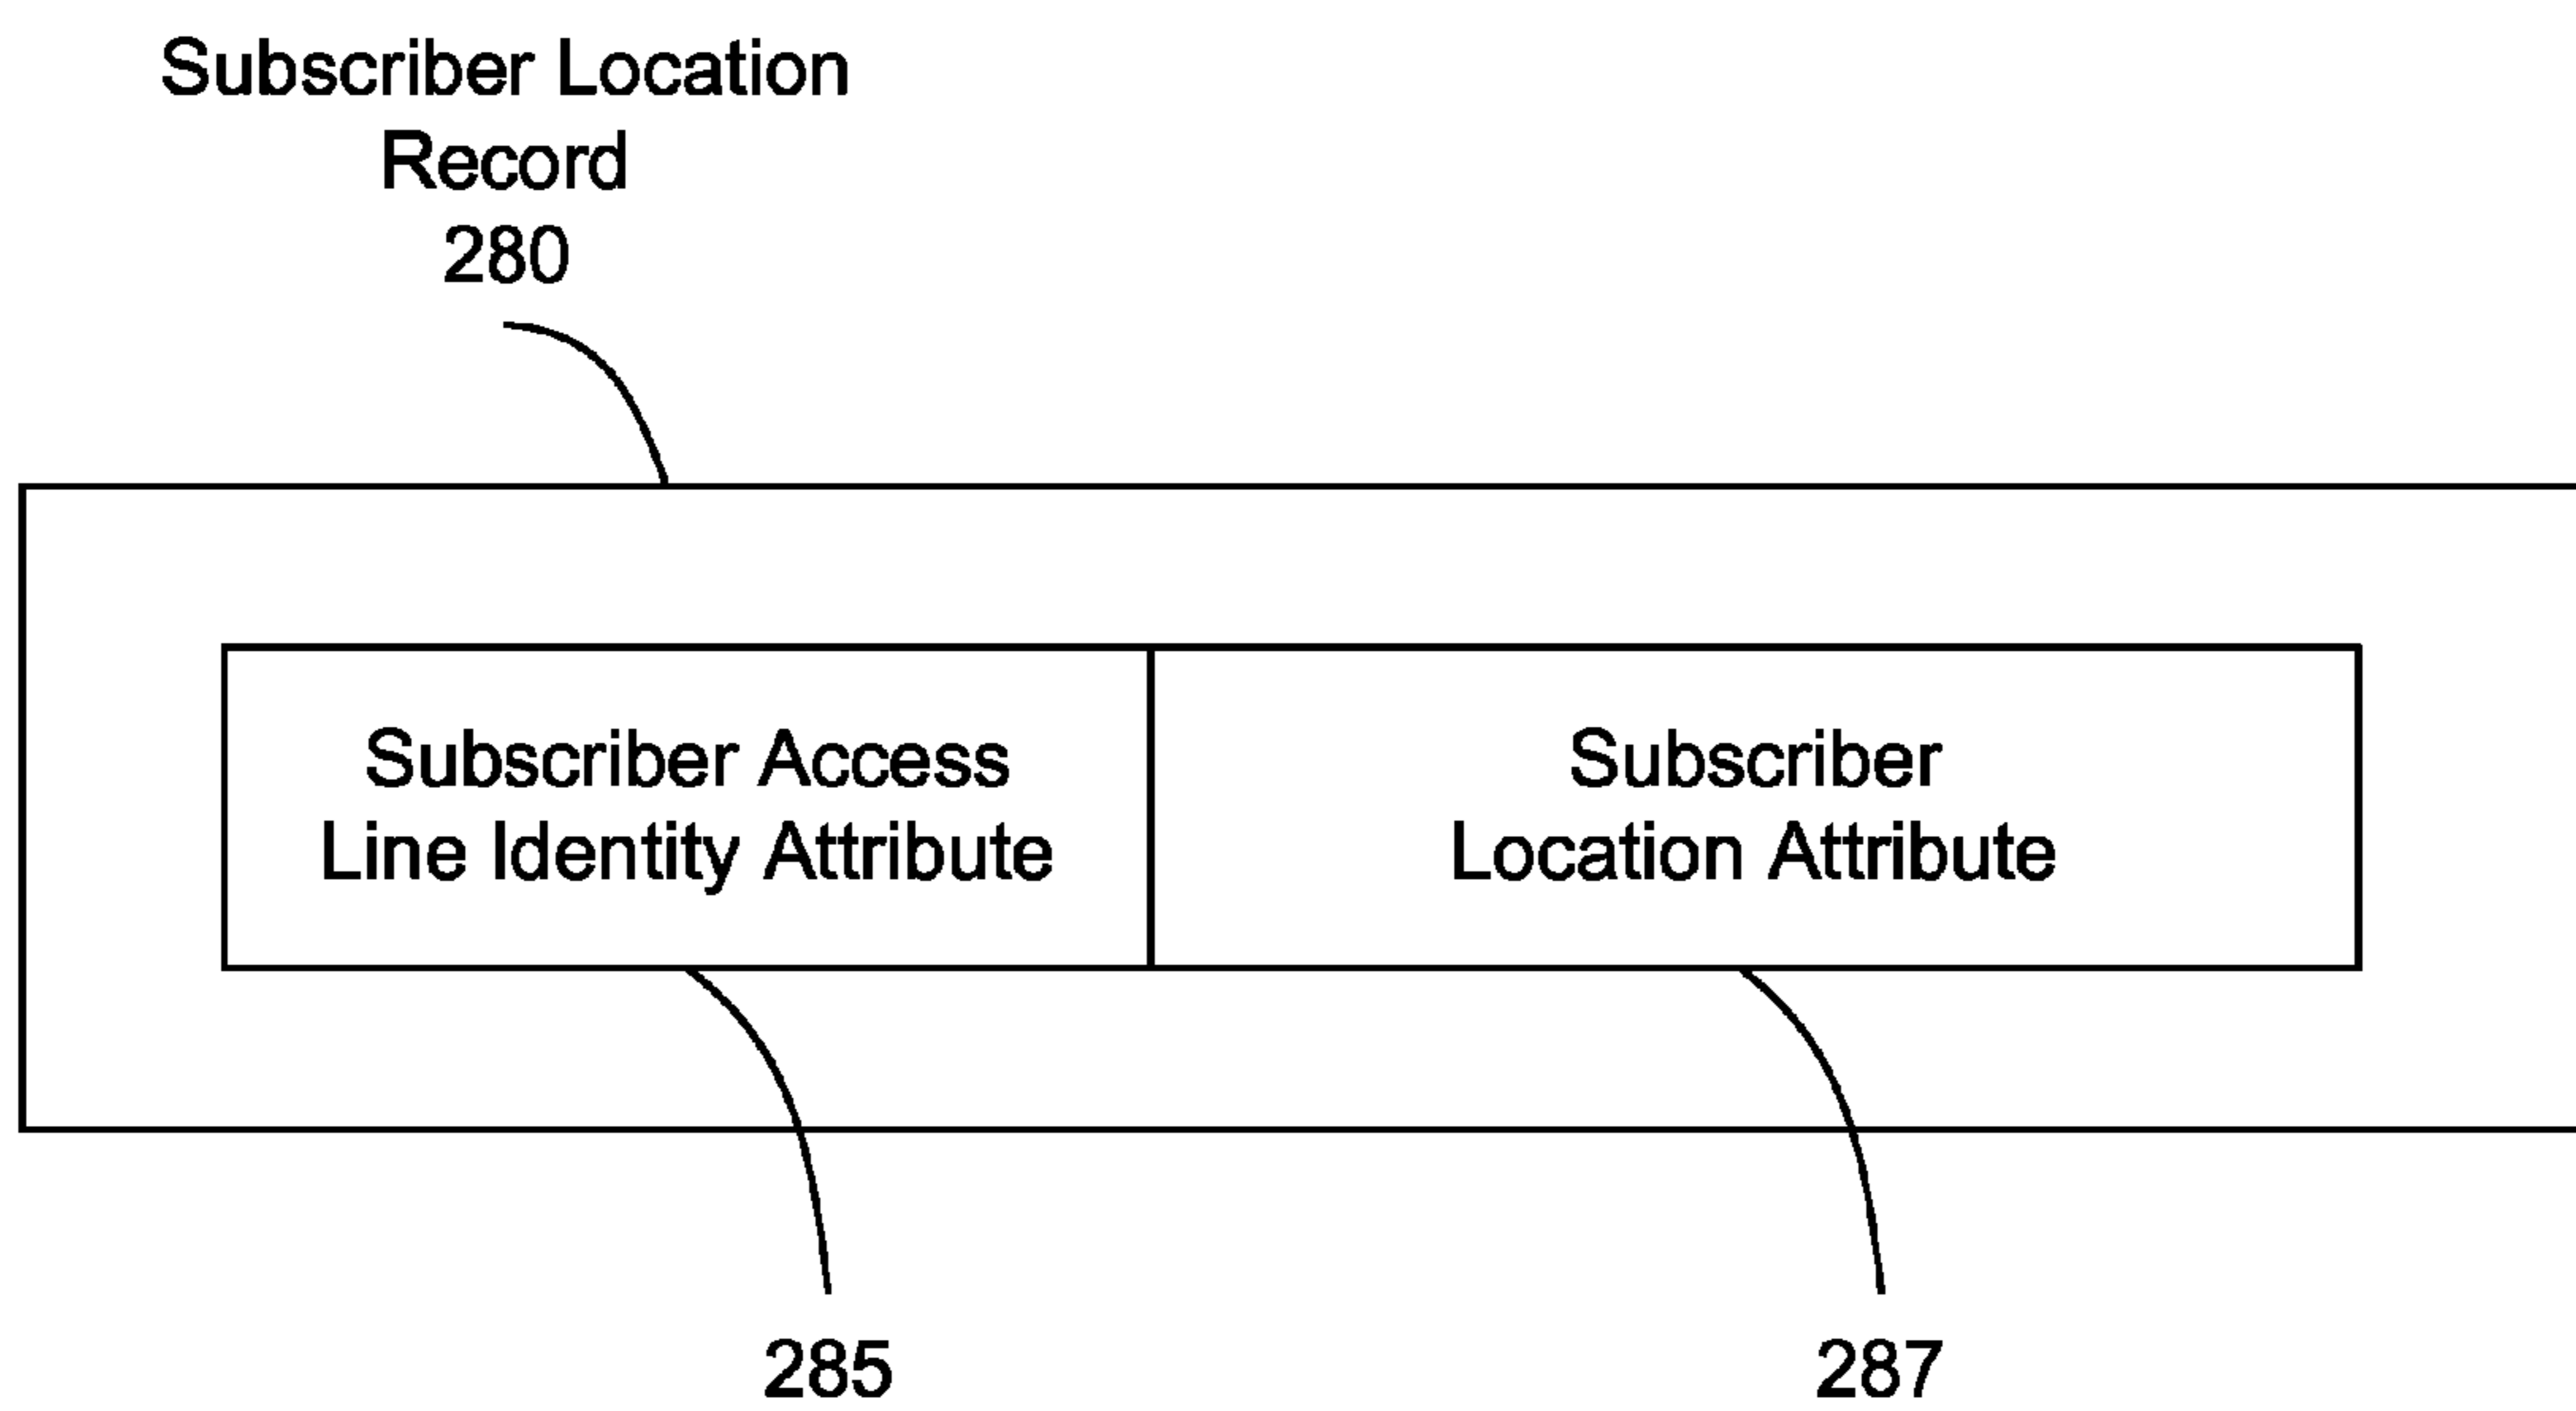 Subscriber Location
Record
280
Subscriber Access
Line Identity Attribute
Subscriber
Location Attribute
285
287